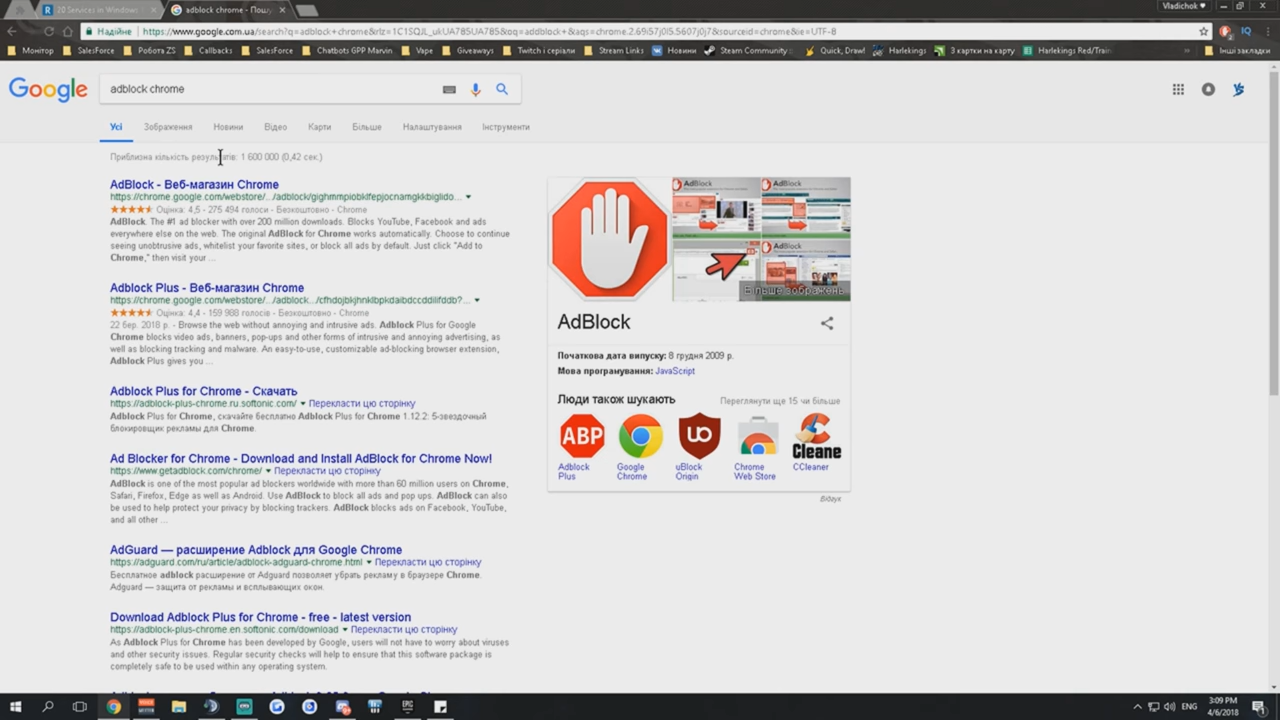 20 Services in Windows
adblock chrome - Пошу
Vladichok
Надійне
https://www.google.com.ua/search?q=adblock+chrome&rlz=
Монітор
SalesForce
Робота ZS
Callbacks
SalesForce
Chatbots GPP Marvin
Vape
Giveaways
Twitch і серіали
Stream Links
Новини
Steam Community
Quick, Draw!
Harlekings
3 картки на карту
Harlekings Red/Train
Інші закладки
Google
adblock chrome
Усі
Зображення
Новини
Відео
Карти
Більше
Налаштування
Інструменти
Приблизна кількість результатів: 1 600 000 (0,42 сек.)
AdBlock - Веб-магазин Chrome
https://chrome.google.com/webstore/.../adblock/gighmmpiobklfepjocnamgkkbiglido...
Оцінка: 4,5 - 275 494 голоси - Безкоштовно - Chrome
AdBlock. The #1 ad blocker with over 200 million downloads. Blocks YouTube, Facebook and ads
everywhere else on the web. The original AdBlock for Chrome works automatically. Choose to continue
seeing unobtrusive ads, whitelist your favorite sites, or block all ads by default. Just click "Add to
Chrome," then visit your ...
Adblock Plus - Веб-магазин Chrome
https://chrome.google.com/webstore/.../adblock.../cfhdojbkjhnklbpkdaibdccddilifddb?...
Оцінка: 4,4 - 159 988 голосів - Безкоштовно - Chrome
22 бер. 2018 р. - Browse the web without annoying and intrusive ads. Adblock Plus for Google
Chrome blocks video ads, banners, pop-ups and other forms of intrusive and annoying advertising, as
well as blocking tracking and malware. An easy-to-use, customizable ad-blocking browser extension,
Adblock Plus gives you ...
Adblock Plus for Chrome - Скачать
https://adblock-plus-chrome.ru.softonic.com/ Перекласти цю сторінку
Adblock Plus for Chrome, скачайте бесплатно Adblock Plus for Chrome 1.12.2: 5-звездочный
блокировщик рекламы для Chrome.
Ad Blocker for Chrome - Download and Install AdBlock for Chrome Now!
https://www.getadblock.com/chrome/ Перекласти цю сторінку
AdBlock is one of the most popular ad blockers worldwide with more than 60 million users on Chrome,
Safari, Firefox, Edge as well as Android. Use AdBlock to block all ads and pop ups. AdBlock can also
be used to help protect your privacy by blocking trackers. AdBlock blocks ads on Facebook, YouTube,
and all other ...
AdGuard — расширение Adblock для Google Chrome
https://adguard.com/ru/article/adblock-adguard-chrome.html Перекласти цю сторінку
Бесплатное adblock расширение от Adguard позволяет убрать рекламу в браузере Chrome.
Adguard — защита от рекламы и всплывающих окон.
Download Adblock Plus for Chrome - free - latest version
https://adblock-plus-chrome.en.softonic.com/download Перекласти цю сторінку
As Adblock Plus for Chrome has been developed by Google, users will not have to worry about viruses
and other security issues. Regular security checks will help to ensure that this software package is
completely safe to be used within any operating system.
AdBlock
AdBlock
AdBlock
AdBlock
Більше зображень
AdBlock
Початкова дата випуску: 8 грудня 2009 р.
Мова програмування: JavaScript
Люди також шукають
Переглянути ще 15 чи більше
ABP
Cleane
Adblock
Plus
Google
Chrome
uBlock
Origin
Chrome
Web Store
CCleaner
Відгук
ENG
3:09 PM
4/6/2018